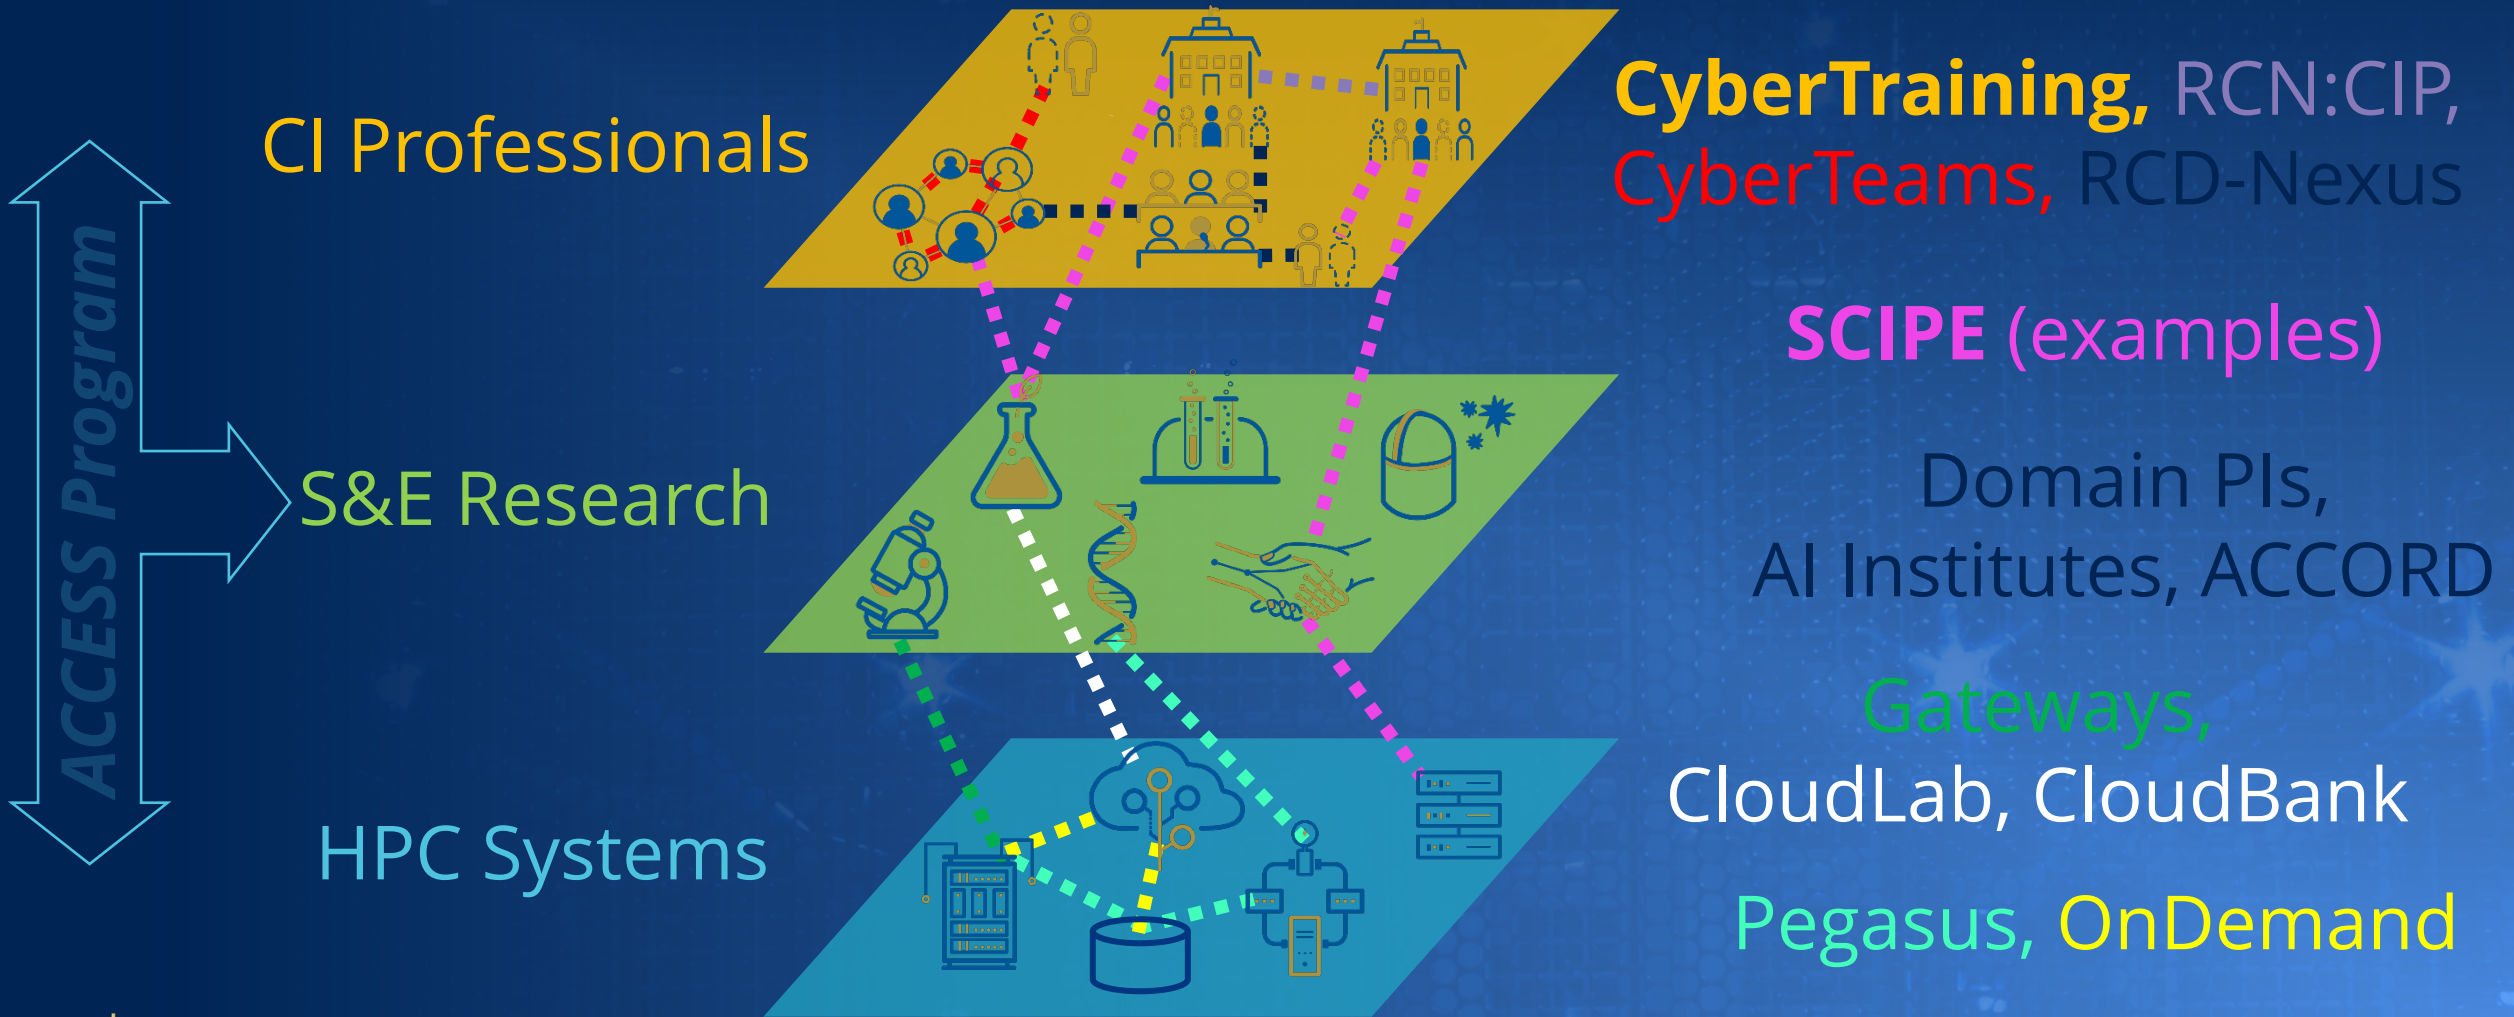 CI Professionals
ACCESS Program
S&E Research
HPC Systems
CyberTraining, RCN:CIP,
CyberTeams, RCD-Nexus
SCIPE (examples)
Domain PIs,
AI Institutes, ACCORD
Gateways,
CloudLab, CloudBank
Pegasus, OnDemand